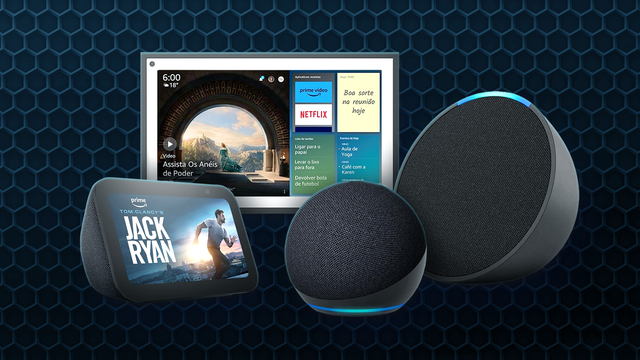 6:00
18°
Vídeo
Assista Os Anéis
de Poder
prime video
NETFLIX
Boa sorte
na reunido
hoje
Ligar para o
papai
Levar o lixo
para fora
Devolver bola
de futebol
Aula de
Yoga
Café com a
Karen
prime
TOM CLANCY'S
JACK
RYAN